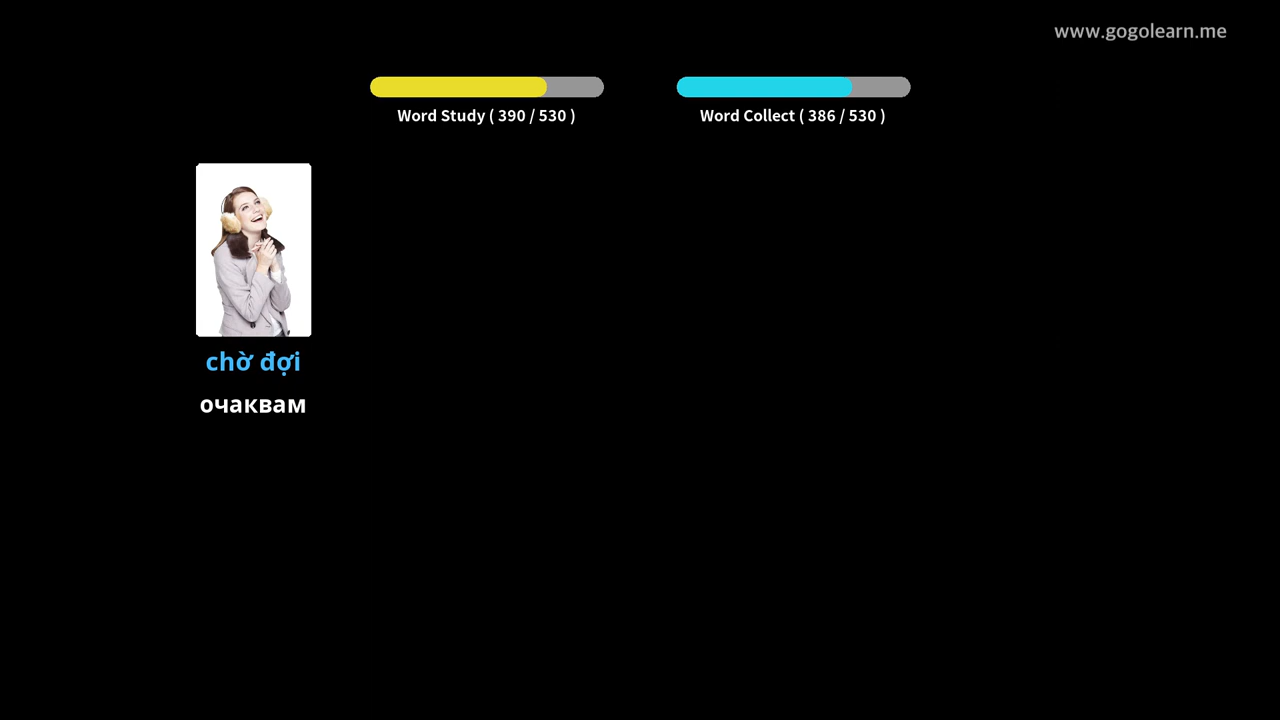 www.gogolearn.me
Word Study ( 390 / 530 )
Word Collect ( 386 / 530 )
chờ đợi
очаквам